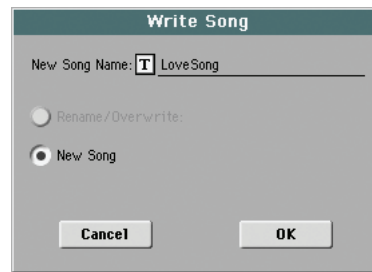 Write Song
New Song Name: T LoveSong
Rename/Overwrite:
New Song
Cancel OK